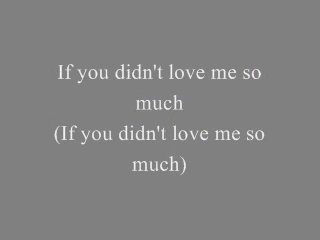 If you didn't love me so
much
(If you didn't love me so
much)